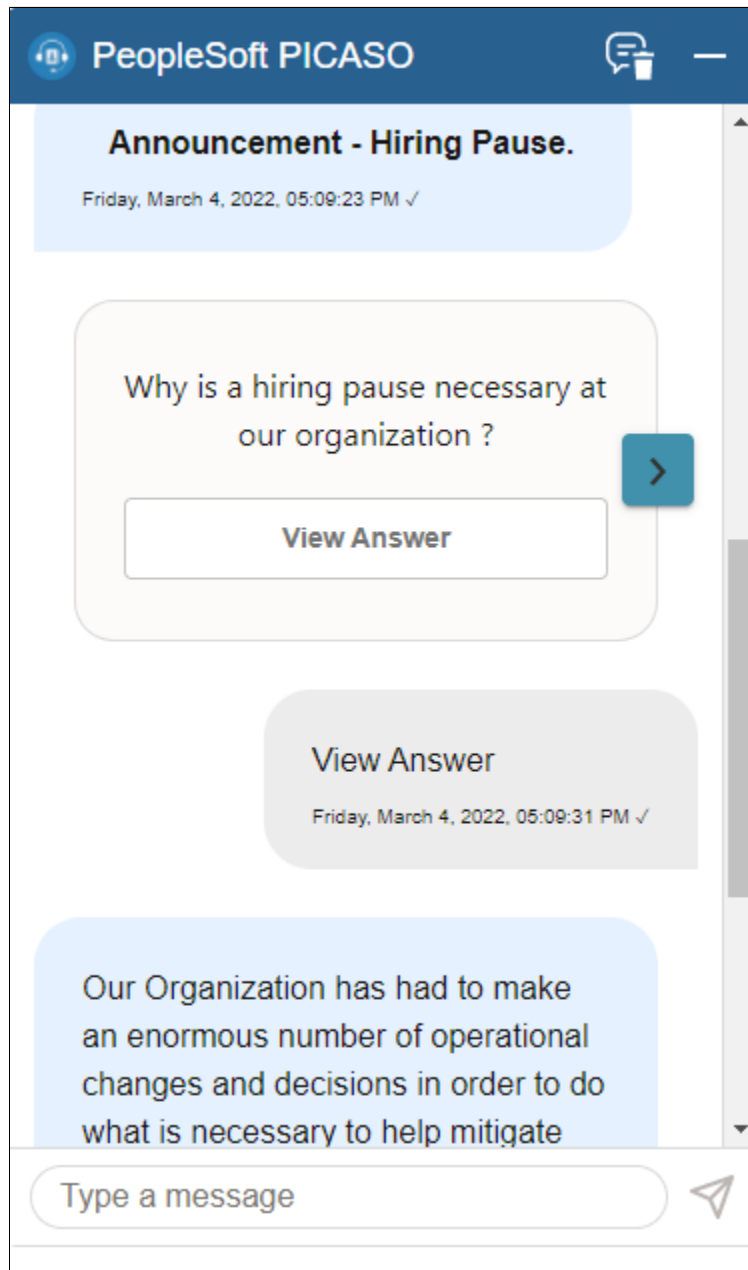 PeopleSoft PICASO
Announcement - Hiring Pause.
Friday, March 4, 2022, 05:09:23 PM ✓
Why is a hiring pause necessary at
our organization ?
View Answer
View Answer
Friday, March 4, 2022, 05:09:31 PM ✓
Our Organization has had to make
an enormous number of operational
changes and decisions in order to do
what is necessary to help mitigate
Type a message